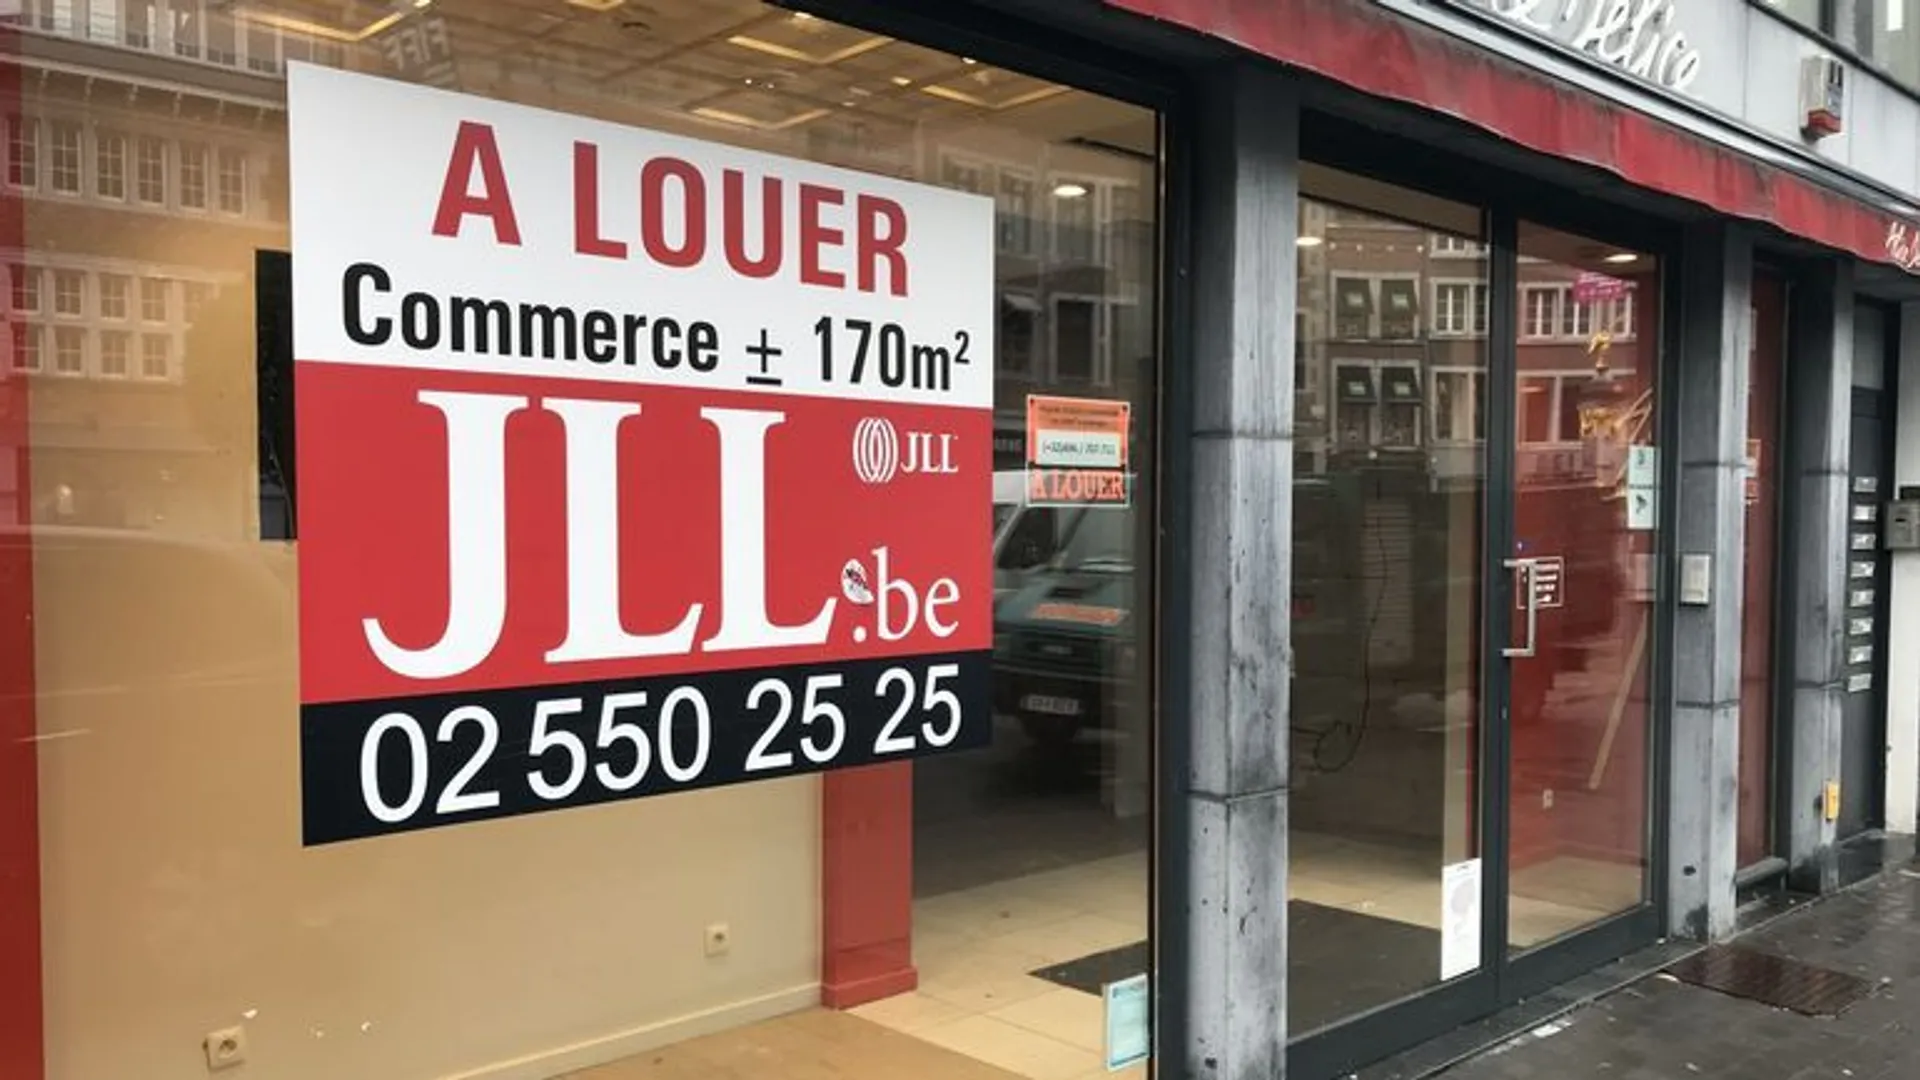 A LOUER
Commerce ± 170m²
JLL
JLL
.be
02 550 25 25
A LOUER